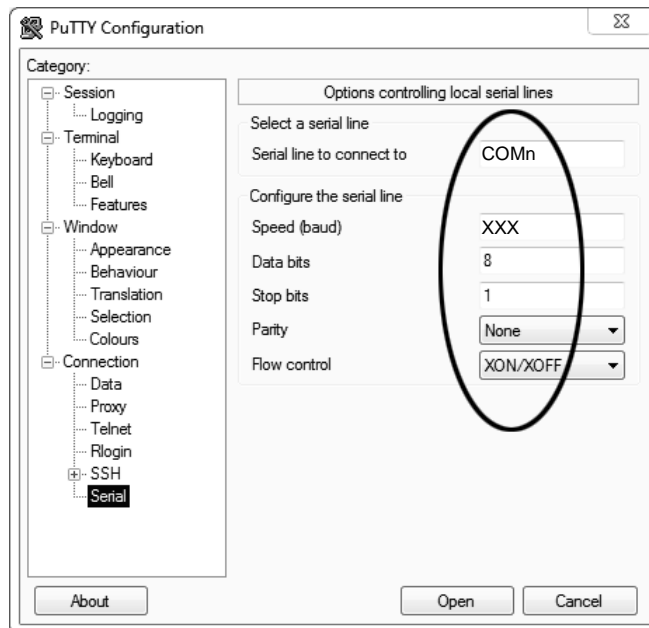 PuTTY Configuration
Category:
Session
Logging
Terminal
Keyboard
Bell
Features
Window
Appearance
Behaviour
Translation
Selection
Colours
Connection
Data
Proxy
Telnet
Rlogin
SSH
Serial
Options controlling local serial lines
Select a serial line
Serial line to connect to COMn
Configure the serial line
Speed (baud) XXX
Data bits 8
Stop bits 1
Parity None
Flow control XON/XOFF
About Open Cancel